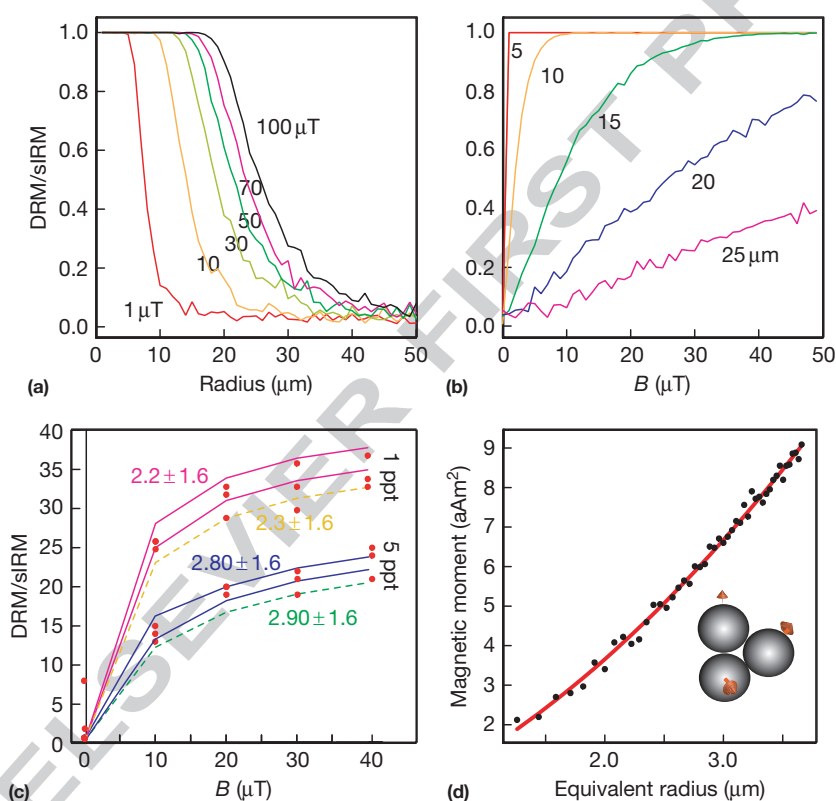 1.0
0.8
0.6
0.4
0.2
0.0
DRM/sIRM
100 μT
70
50
30
10
1 μT
0 10 20 30 40 50
(a)
Radius (μm)
1.0
0.8
0.6
0.4
0.2
0.0
DRM/sIRM
5
10
15
20
25 μm
0 10 20 30 40 50
(b)
B (μT)
40
35
30
25
20
15
10
5
0
DRM/sIRM
2.2 ± 1.6
2.3 ± 1.6
1 ppt
2.80 ± 1.6
5 ppt
2.90 ± 1.6
0 10 20 30 40
(c)
B (μT)
9
8
7
6
5
4
3
2
Magnetic moment (aAm²)
2.0 3.0
(d)
Equivalent radius (μm)
ELSEVIER FIRST PR